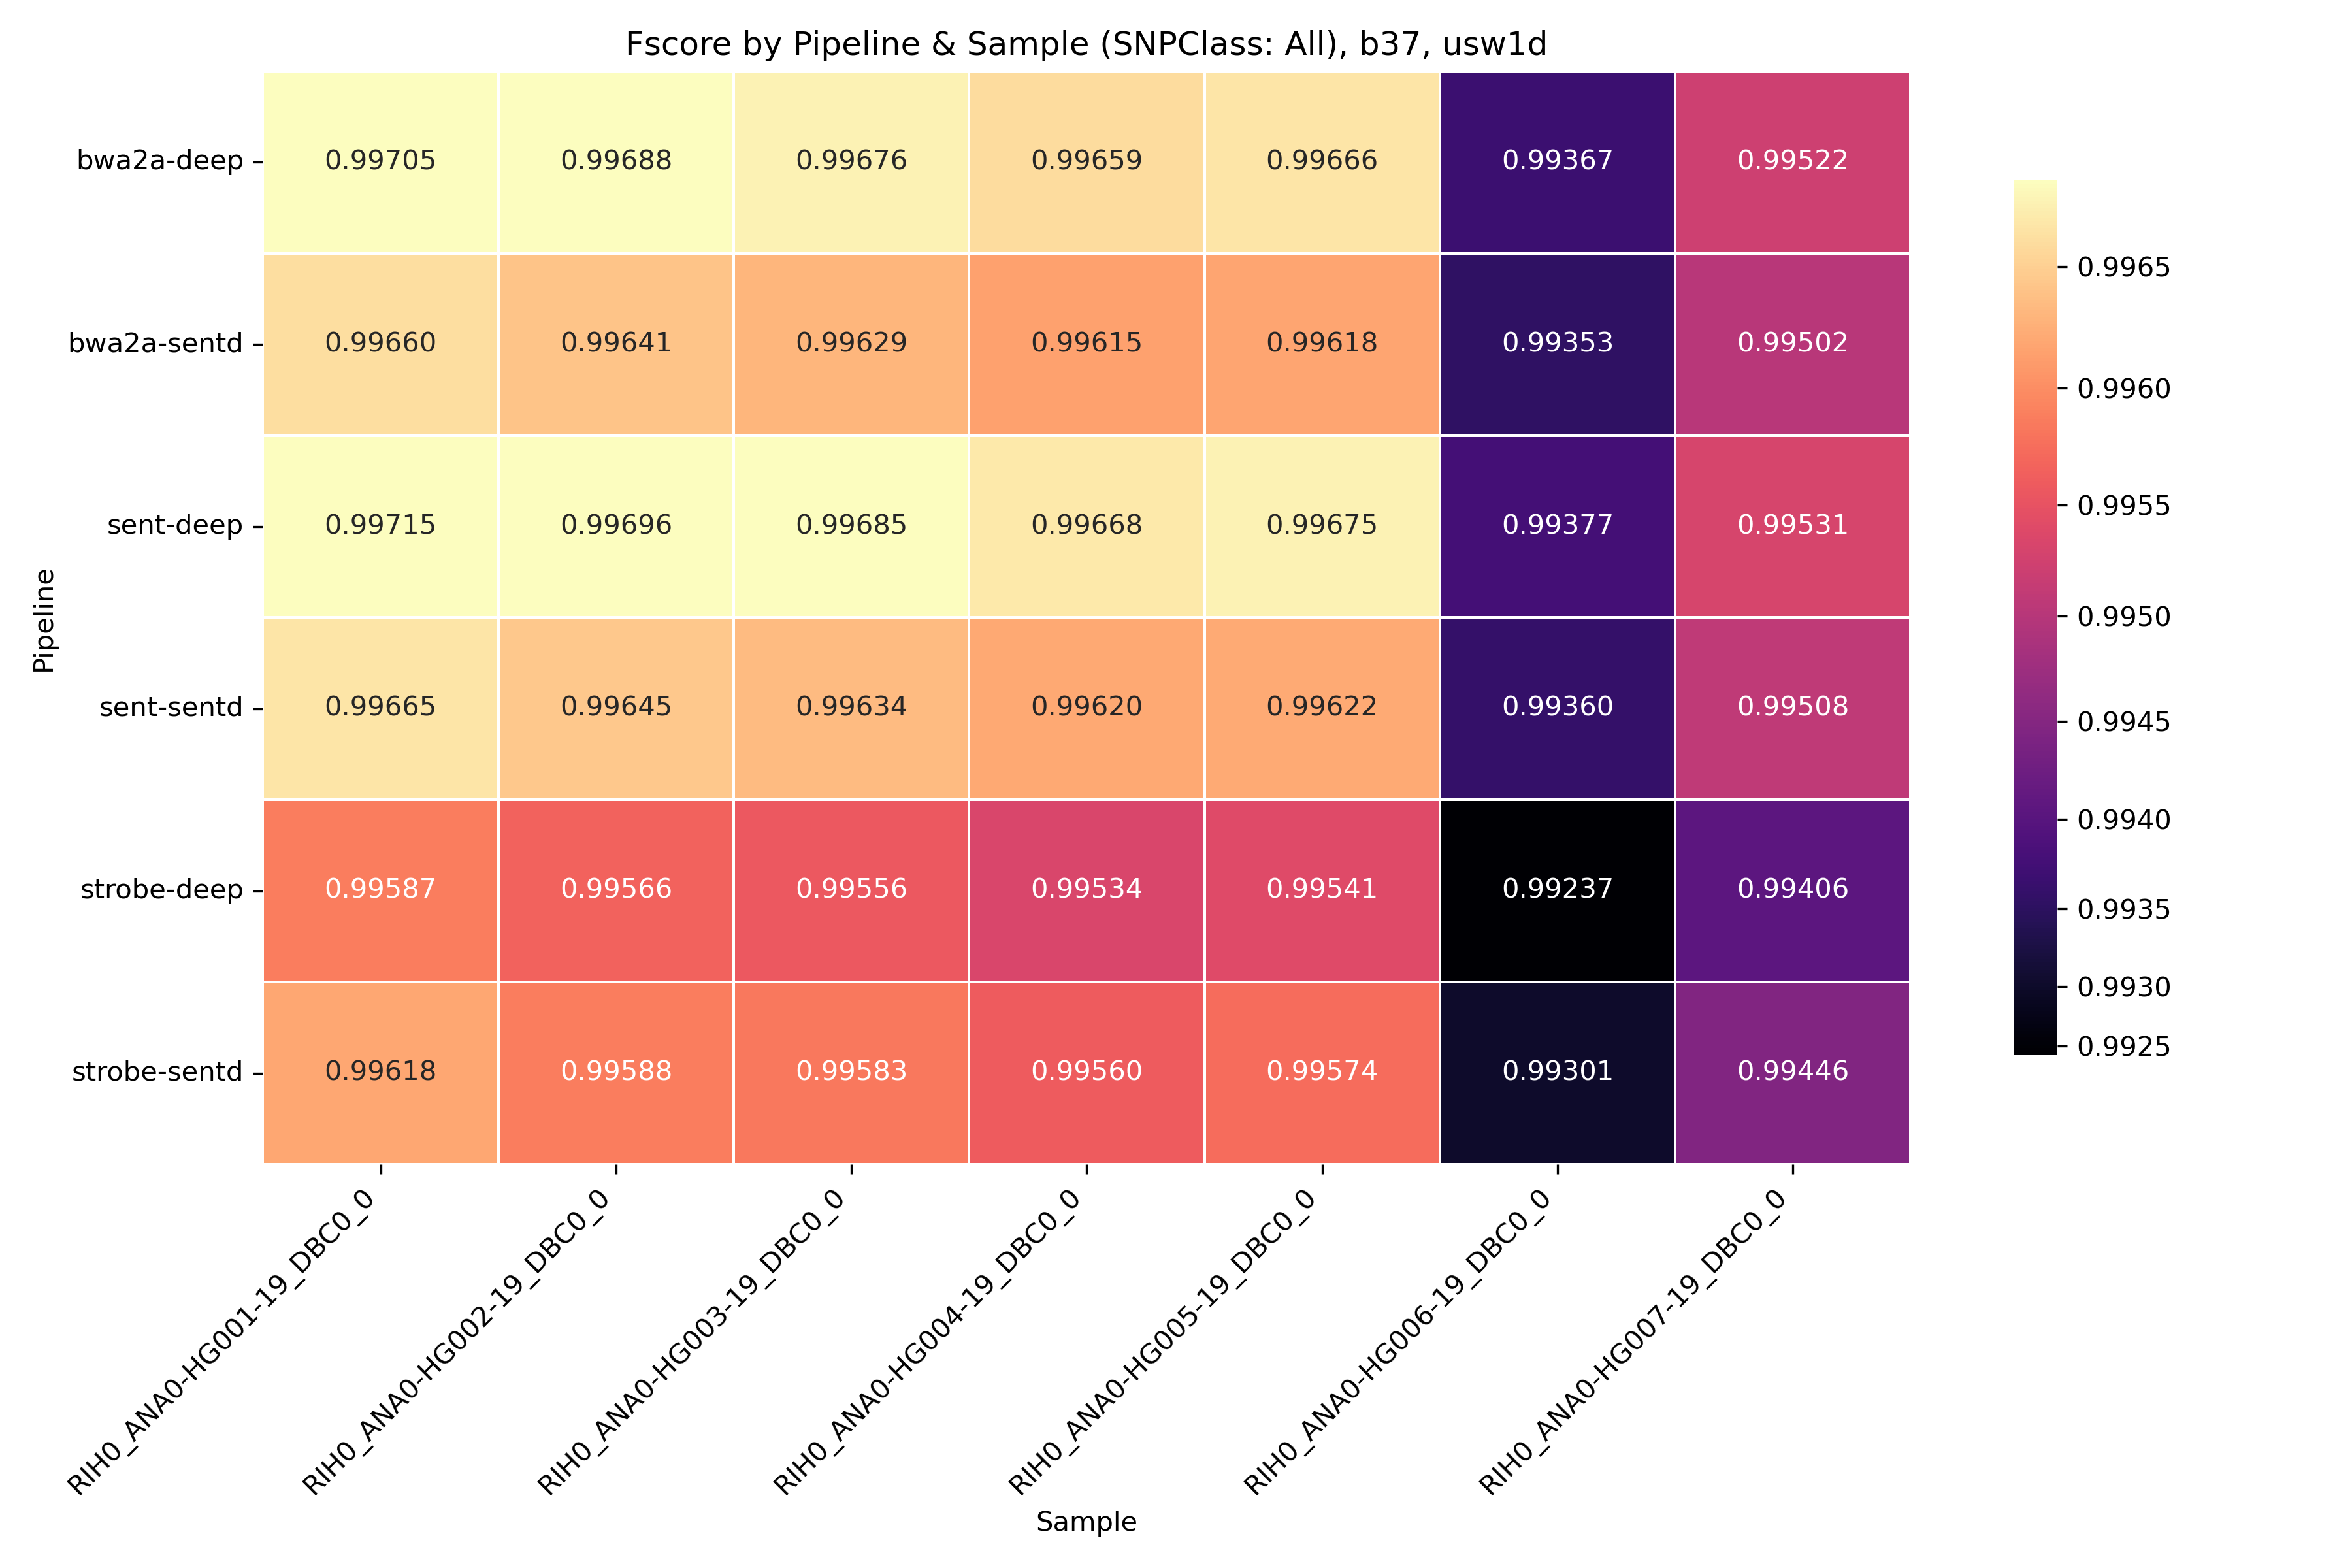 Fscore by Pipeline & Sample (SNPClass: All), b37, usw1d
Pipeline
bwa2a-deep 0.99705 0.99688 0.99676 0.99659 0.99666 0.99367 0.99522
bwa2a-sentd 0.99660 0.99641 0.99629 0.99615 0.99618 0.99353 0.99502
sent-deep 0.99715 0.99696 0.99685 0.99668 0.99675 0.99377 0.99531
sent-sentd 0.99665 0.99645 0.99634 0.99620 0.99622 0.99360 0.99508
strobe-deep 0.99587 0.99566 0.99556 0.99534 0.99541 0.99237 0.99406
strobe-sentd 0.99618 0.99588 0.99583 0.99560 0.99574 0.99301 0.99446
RIH0_ANA0-HG001-19_DBC0_0
RIH0_ANA0-HG002-19_DBC0_0
RIH0_ANA0-HG003-19_DBC0_0
RIH0_ANA0-HG004-19_DBC0_0
RIH0_ANA0-HG005-19_DBC0_0
RIH0_ANA0-HG006-19_DBC0_0
RIH0_ANA0-HG007-19_DBC0_0
Sample
0.9965
0.9960
0.9955
0.9950
0.9945
0.9940
0.9935
0.9930
0.9925